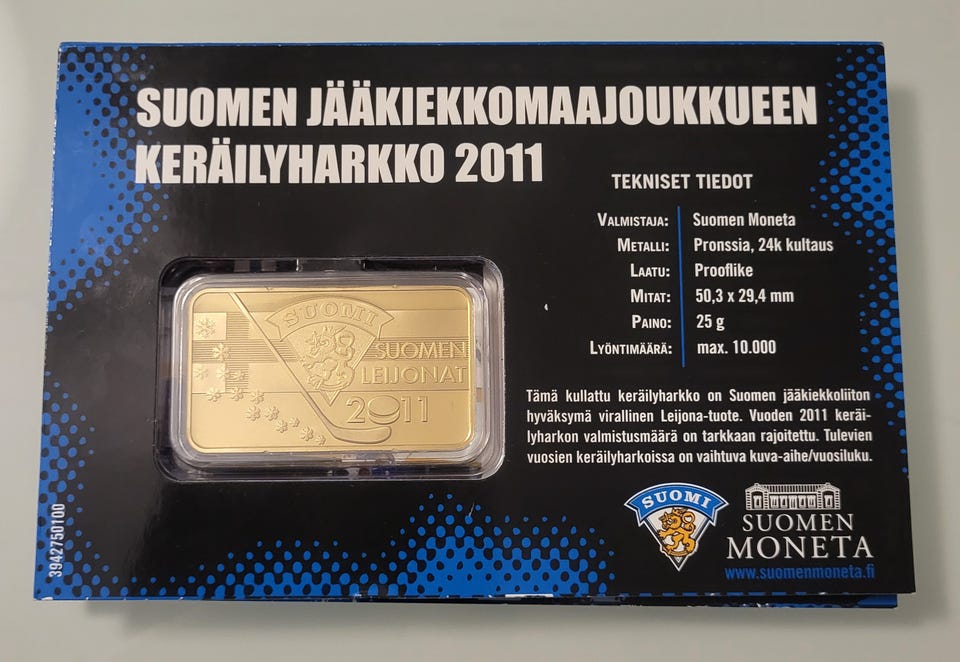 SUOMEN JÄÄKIEKKOMAAJOUKKUEEN
KERÄILYHARKKO 2011
TEKNISET TIEDOT
VALMISTAJA: Suomen Moneta
METALLI: Pronssia, 24k kultaus
LAATU: Prooflike
MITAT: 50,3 x 29,4 mm
PAINO: 25 g
LYÖNTIMÄÄRÄ: max. 10.000
SUOMI
SUOMEN
LEIJONAT
2011
Tämä kullattu keräilyharkko on Suomen jääkiekkoliiton
hyväksymä virallinen Leijona-tuote. Vuoden 2011 keräi-
lyharkon valmistusmäärä on tarkkaan rajoitettu. Tulevien
vuosien keräilyharkoissa on vaihtuva kuva-aihe/vuosiluku.
3942750100
SUOMI
SUOMEN
MONETA
www.suomenmoneta.fi